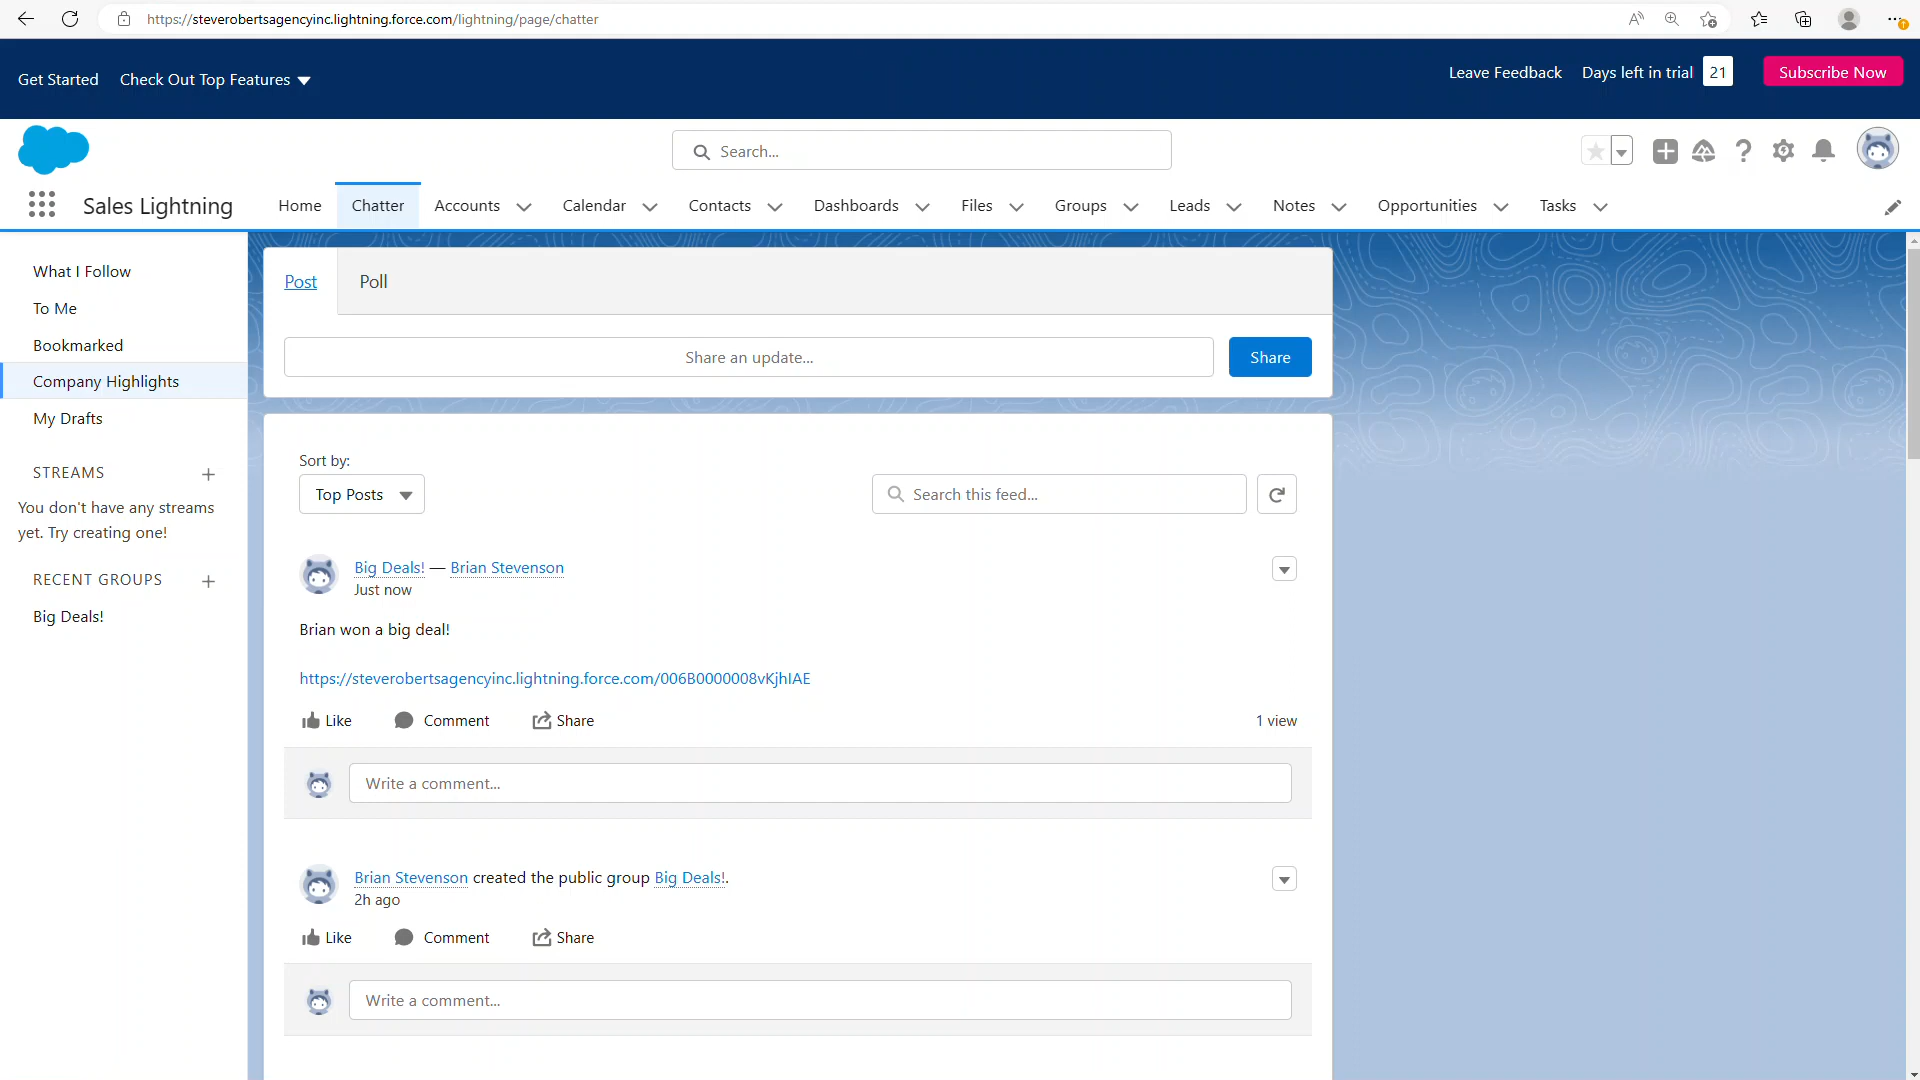 https://steverobertsagencyinc.lightning.force.com/lightning/page/chatter
Get Started
Check Out Top Features
Leave Feedback
Days left in trial
21
Subscribe Now
Search...
Sales Lightning
Home
Chatter
Accounts
Calendar
Contacts
Dashboards
Files
Groups
Leads
Notes
Opportunities
Tasks
What I Follow
To Me
Bookmarked
Company Highlights
My Drafts
STREAMS
You don't have any streams
yet. Try creating one!
RECENT GROUPS
Big Deals!
Post
Poll
Share an update...
Share
Sort by:
Top Posts
Search this feed...
Big Deals! — Brian Stevenson
Just now
Brian won a big deal!
https://steverobertsagencyinc.lightning.force.com/006B0000008vKjhIAE
Like
Comment
Share
1 view
Write a comment...
Brian Stevenson created the public group Big Deals!.
2h ago
Like
Comment
Share
Write a comment...